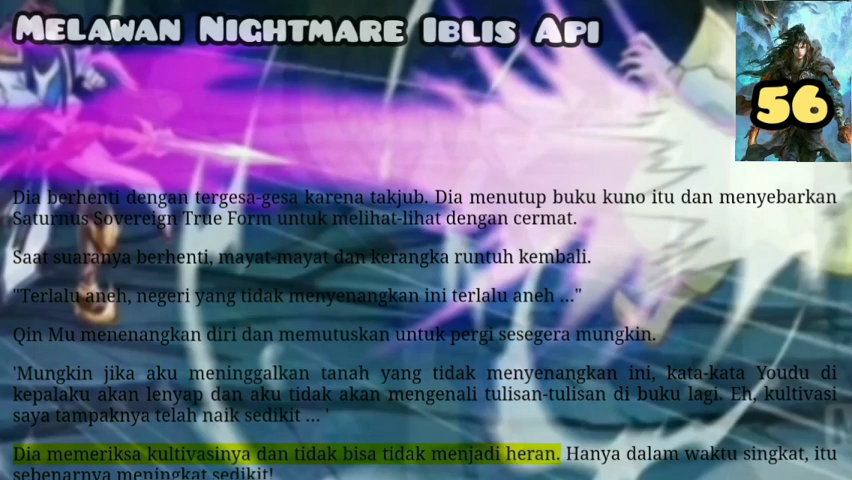 Melawan Nightmare Iblis Api
56
Dia berhenti dengan tergesa-gesa karena takjub. Dia menutup buku kuno itu dan menyebarkan
Saturnus Sovereign True Form untuk melihat-lihat dengan cermat.
Saat suaranya berhenti, mayat-mayat dan kerangka runtuh kembali.
"Terlalu aneh, negeri yang tidak menyenangkan ini terlalu aneh ..."
Qin Mu menenangkan diri dan memutuskan untuk pergi sesegera mungkin.
'Mungkin jika aku meninggalkan tanah yang tidak menyenangkan ini, kata-kata Youdu di
kepalaku akan lenyap dan aku tidak akan mengenali tulisan-tulisan di buku lagi. Eh, kultivasi
saya tampaknya telah naik sedikit ... '
Dia memeriksa kultivasinya dan tidak bisa tidak menjadi heran. Hanya dalam waktu singkat, itu
sebenarnya meningkat sedikit!